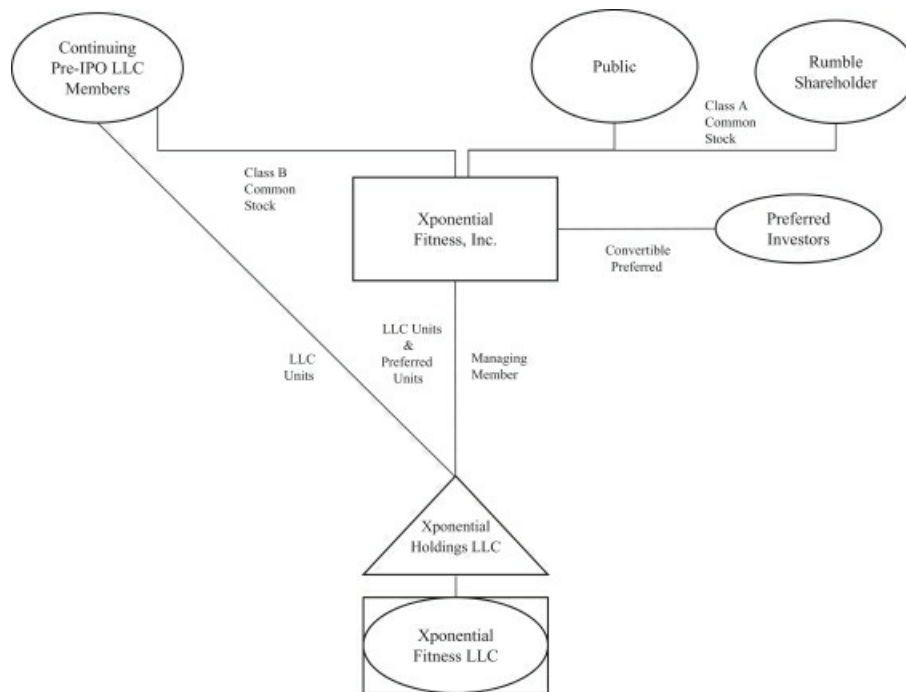 Continuing
Pre-IPO LLC
Members
Public
Rumble
Shareholder
Class A
Common
Stock
Class B
Common
Stock
Xponential
Fitness, Inc.
Preferred
Investors
Convertible
Preferred
LLC Units
&
Preferred
Units
Managing
Member
LLC
Units
Xponential
Holdings LLC
Xponential
Fitness LLC